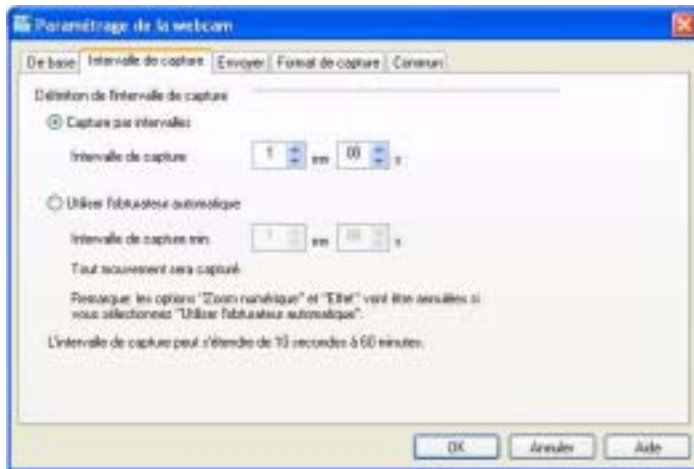 Paramétrage de la webcam
De base Intervalle de capture Envoyer Format de capture Commun
Définition de l'intervalle de capture
Capture par intervalles
Intervalle de capture 1 mn 00 s
Utiliser l'obturateur automatique
Intervalle de capture min. 1 mn 00 s
Tout mouvement sera capturé.
Remarque: les options "Zoom numérique" et "Effet" vont être annulées si
vous sélectionnez "Utiliser l'obturateur automatique".
L'intervalle de capture peut s'étendre de 10 secondes à 60 minutes.
OK Annuler Aide